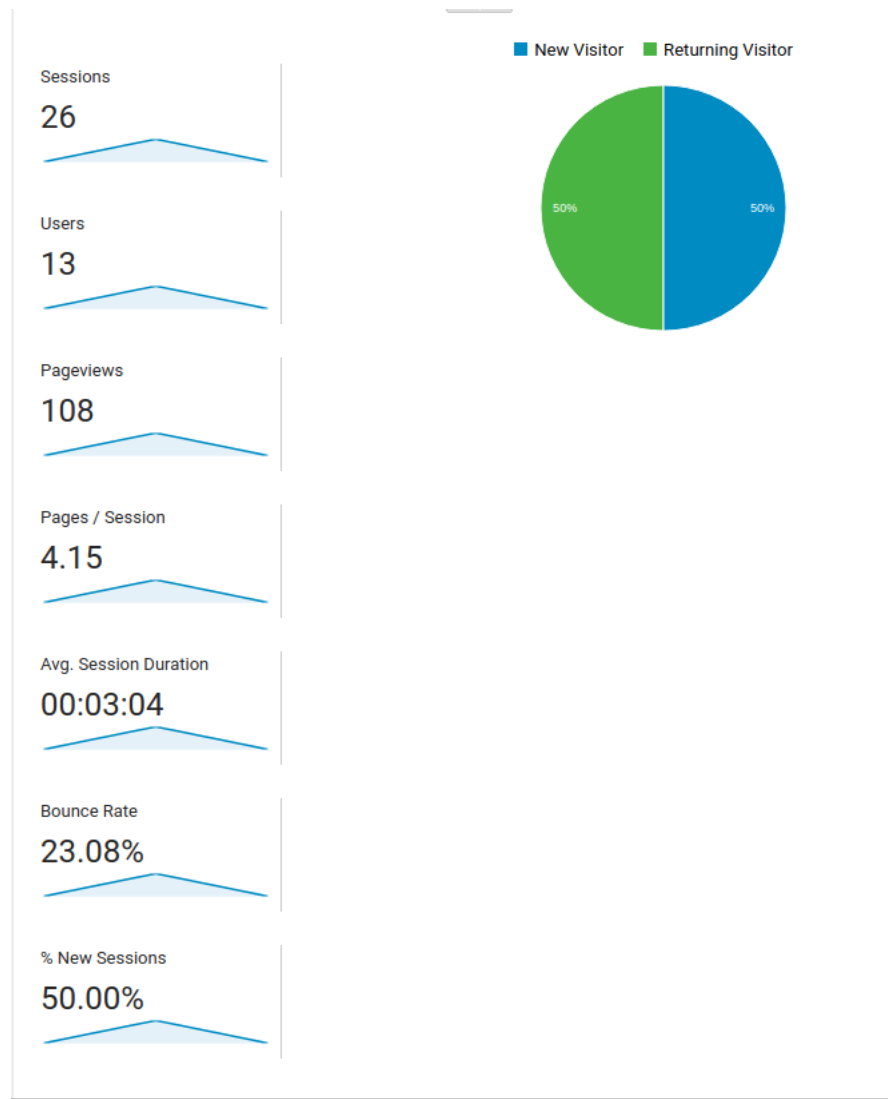 New Visitor Returning Visitor
Sessions
26
Users
13
50% 50%
Pageviews
108
Pages / Session
4.15
Avg. Session Duration
00:03:04
Bounce Rate
23.08%
% New Sessions
50.00%